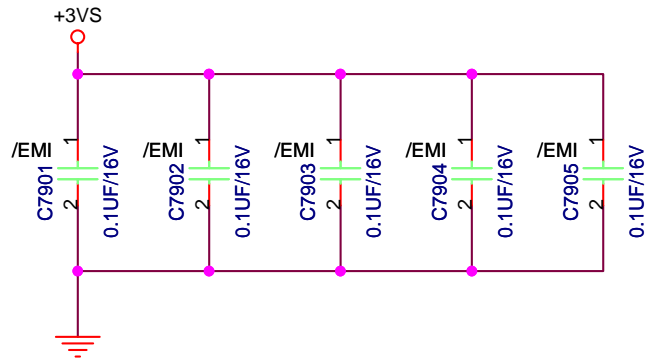 +3VS
/EMI
1
2
C7901
0.1UF/16V
/EMI
1
2
C7902
0.1UF/16V
/EMI
1
2
C7903
0.1UF/16V
/EMI
1
2
C7904
0.1UF/16V
/EMI
1
2
C7905
0.1UF/16V